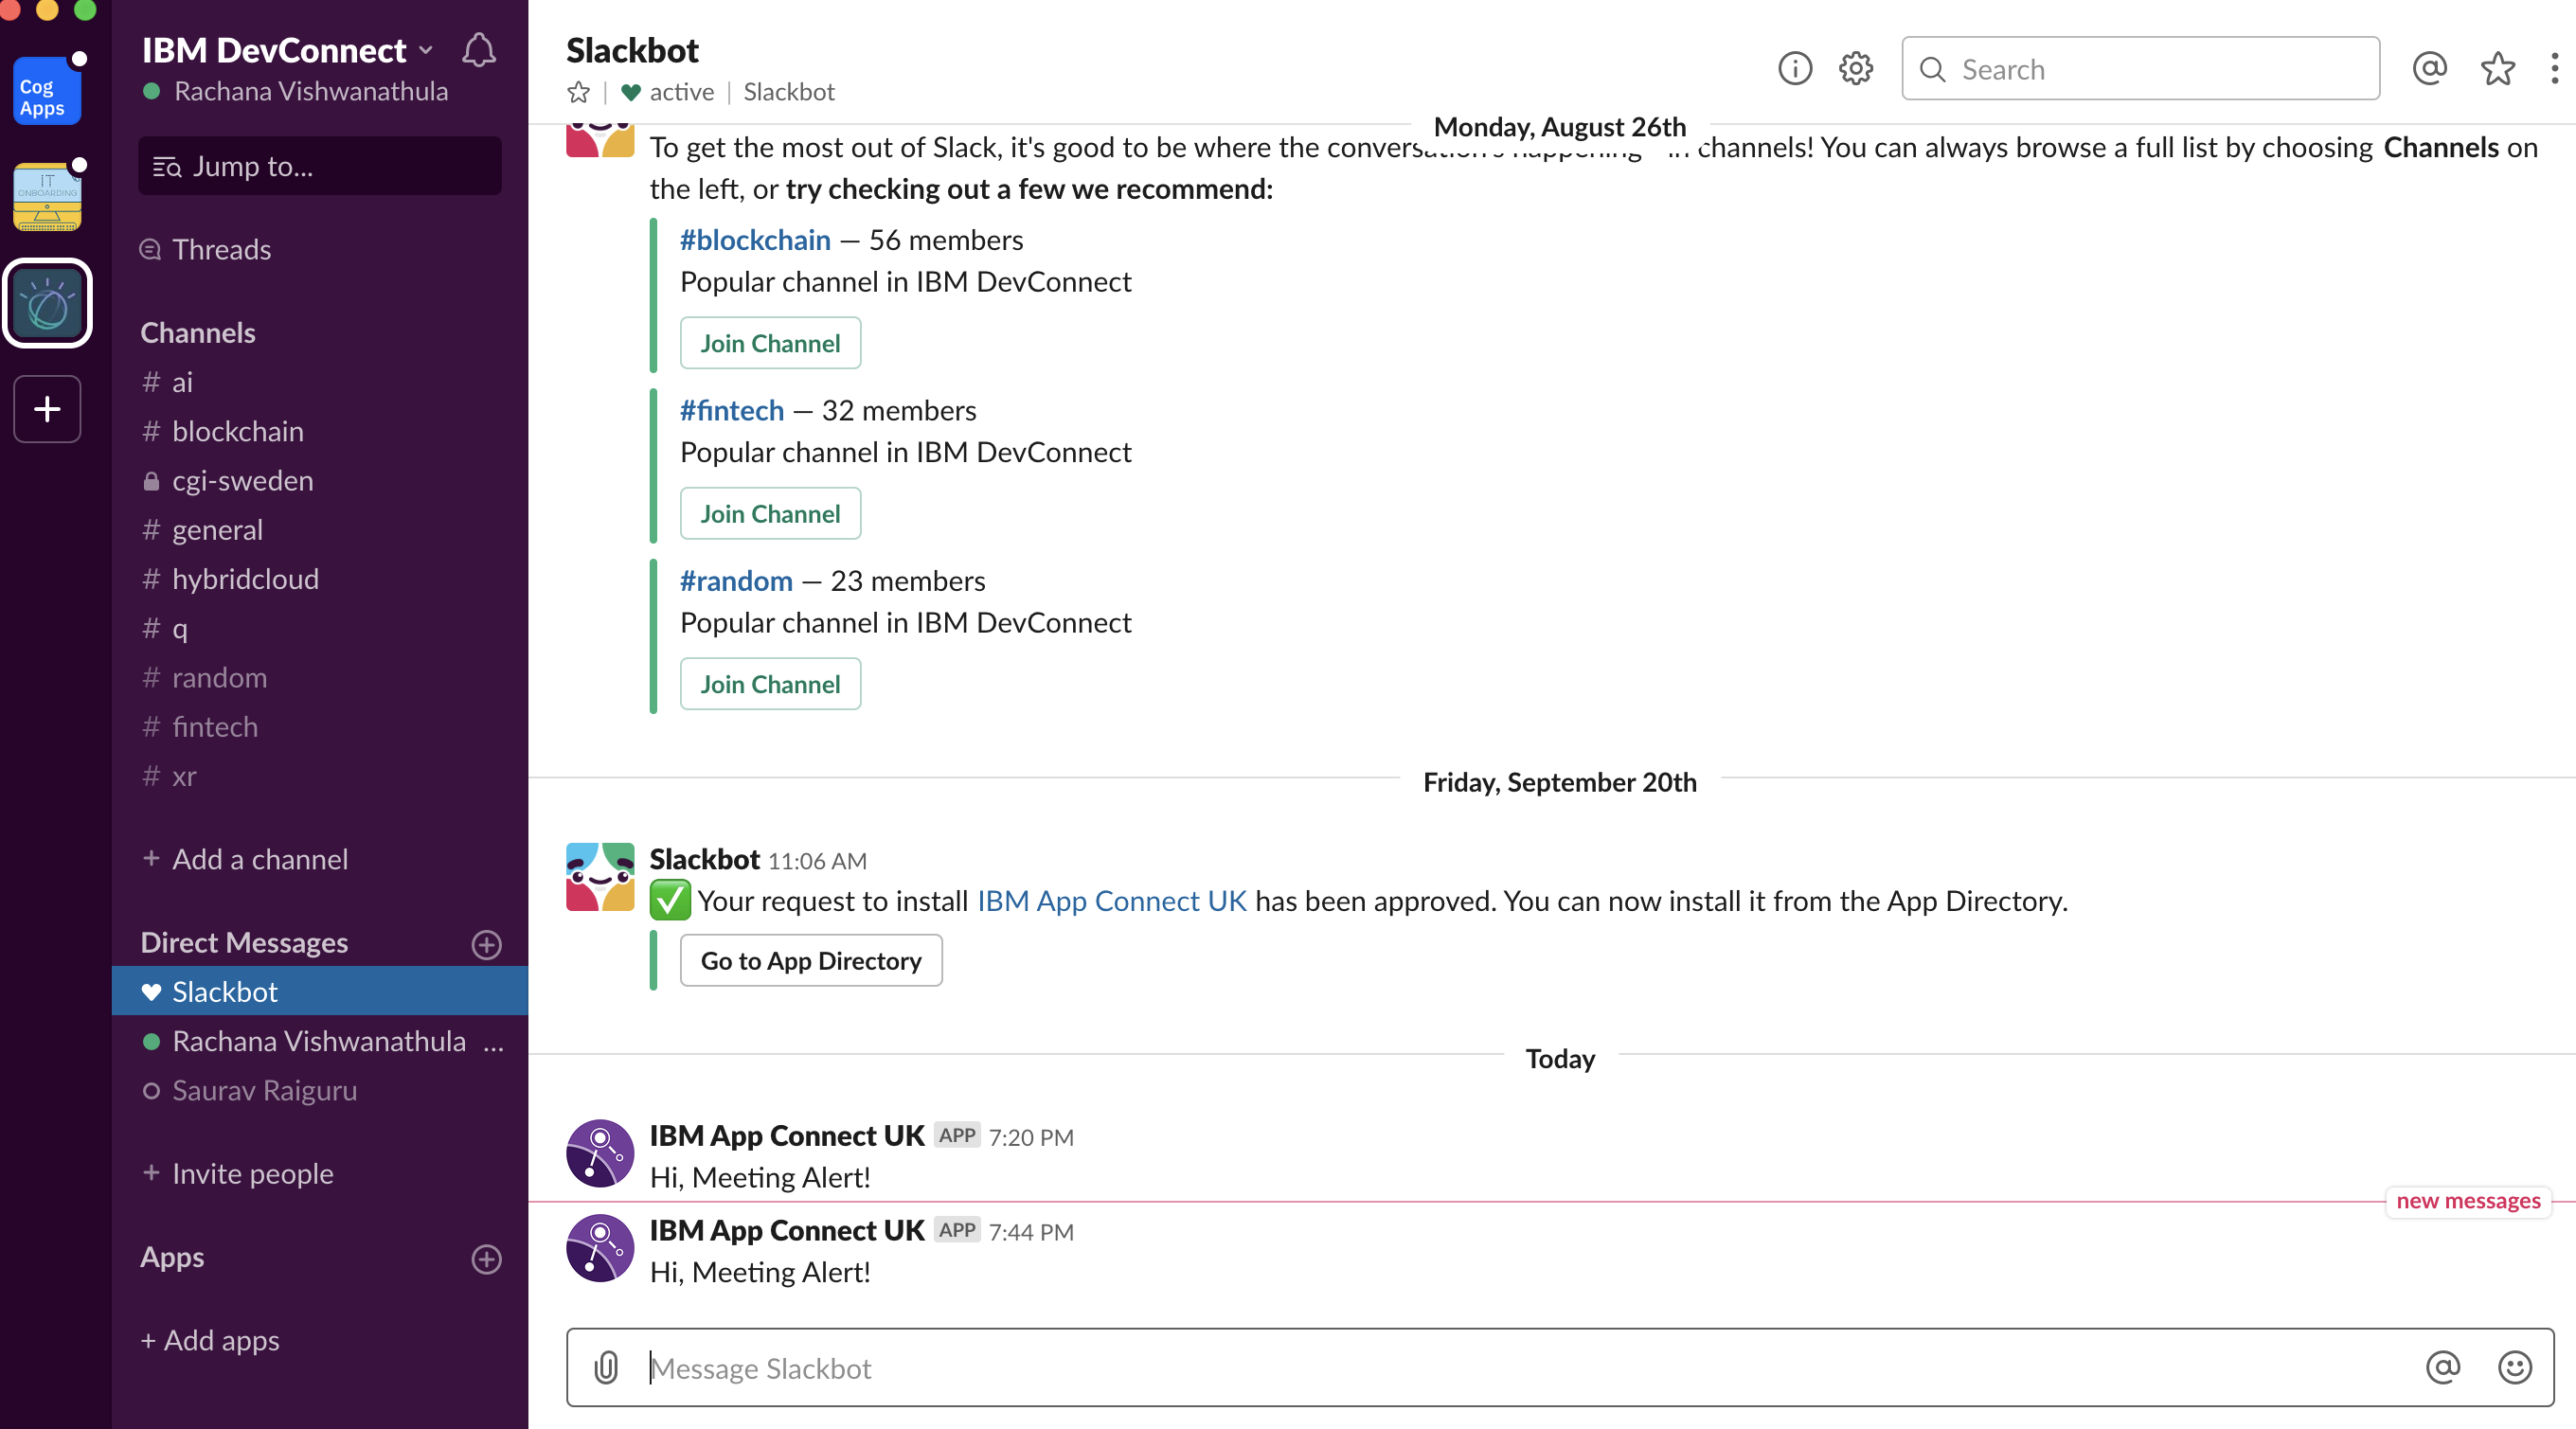 Cog
Apps
IT
ONBOARDING
IBM DevConnect
Rachana Vishwanathula
Jump to...
Threads
Channels
# ai
# blockchain
cgi-sweden
# general
# hybridcloud
# q
# random
# fintech
# xr
+ Add a channel
Direct Messages
Slackbot
Rachana Vishwanathula ...
Saurav Raiguru
+ Invite people
Apps
+ Add apps
Slackbot
active | Slackbot
Search
Monday, August 26th
To get the most out of Slack, it's good to be where the conversation's happening in channels! You can always browse a full list by choosing Channels on
the left, or try checking out a few we recommend:
#blockchain — 56 members
Popular channel in IBM DevConnect
Join Channel
#fintech — 32 members
Popular channel in IBM DevConnect
Join Channel
#random — 23 members
Popular channel in IBM DevConnect
Join Channel
Friday, September 20th
Slackbot 11:06 AM
✅ Your request to install IBM App Connect UK has been approved. You can now install it from the App Directory.
Go to App Directory
Today
IBM App Connect UK APP 7:20 PM
Hi, Meeting Alert!
new messages
IBM App Connect UK APP 7:44 PM
Hi, Meeting Alert!
Message Slackbot